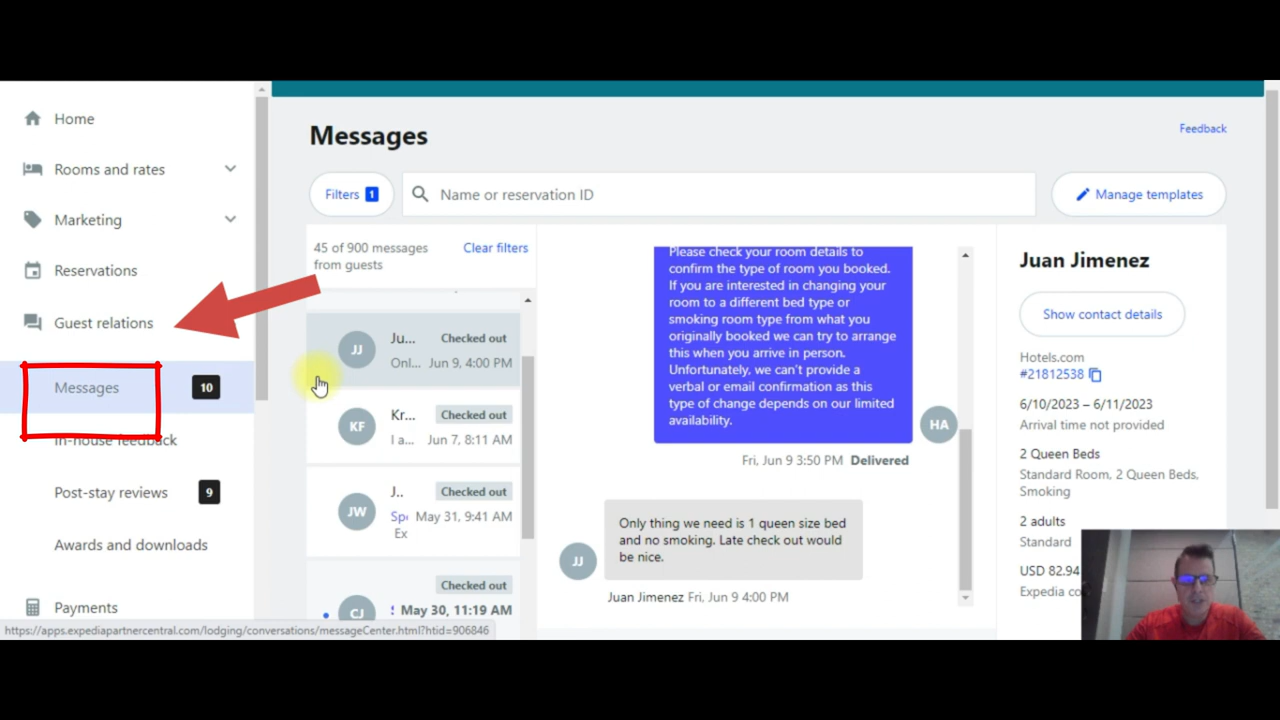 Home
Rooms and rates
Marketing
Reservations
Guest relations
Messages 10
In-house feedback
Post-stay reviews 9
Awards and downloads
Payments
https://apps.expediapartnercentral.com/lodging/conversations/messageCenter.html?htid=906846
Messages
Feedback
Filters 1
Name or reservation ID
Manage templates
45 of 900 messages
from guests
Clear filters
JJ
Ju... Checked out
Onl... Jun 9, 4:00 PM
KF
Kr... Checked out
I a... Jun 7, 8:11 AM
JW
J.. Checked out
May 31, 9:41 AM
Ex
Checked out
CJ
May 30, 11:19 AM
Please check your room details to
confirm the type of room you booked.
If you are interested in changing your
room to a different bed type or
smoking room type from what you
originally booked we can try to arrange
this when you arrive in person.
Unfortunately, we can't provide a
verbal or email confirmation as this
type of change depends on our limited
availability.
HA
Fri, Jun 9 3:50 PM Delivered
Only thing we need is 1 queen size bed
and no smoking. Late check out would
be nice.
JJ
Juan Jimenez Fri, Jun 9 4:00 PM
Juan Jimenez
Show contact details
Hotels.com
#21812538
6/10/2023 – 6/11/2023
Arrival time not provided
2 Queen Beds
Standard Room, 2 Queen Beds,
Smoking
2 adults
Standard
USD 82.94
Expedia co